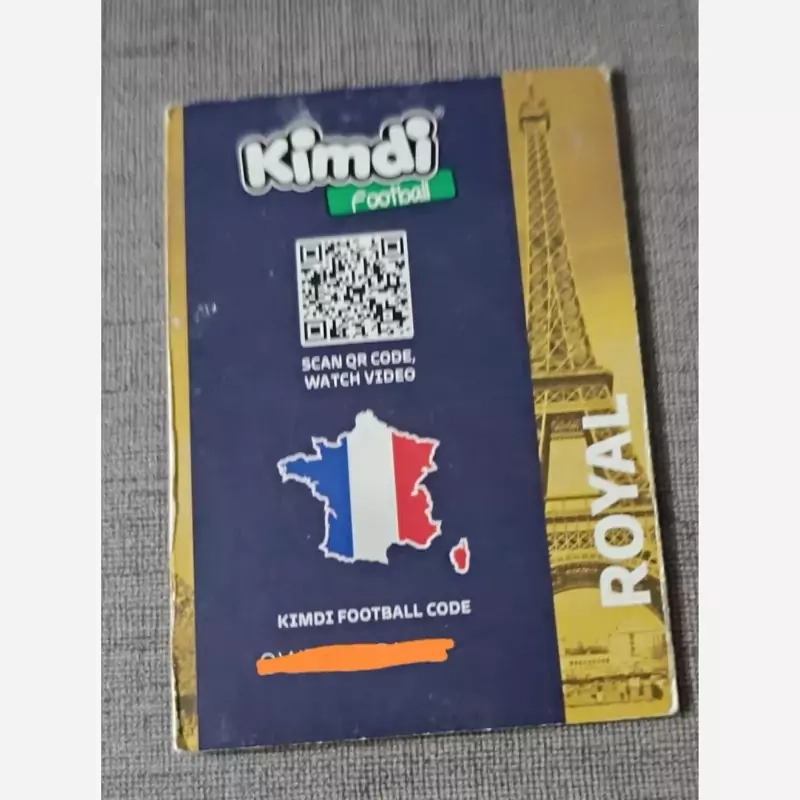 Kimdi
Football
SCAN QR CODE,
WATCH VIDEO
KIMDI FOOTBALL CODE
ROYAL